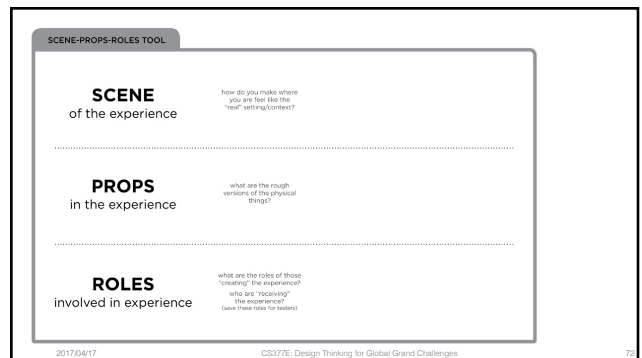 SCENE-PROPS-ROLES TOOL
SCENE
of the experience
how do you make where
you are feel like the
"real" setting/context?
PROPS
in the experience
what are the rough
versions of the physical
things?
ROLES
involved in experience
what are the roles of those
"creating" the experience?
who are "receiving"
the experience?
(save these roles for testers)
2017/04/17
CS377E: Design Thinking for Global Grand Challenges
72